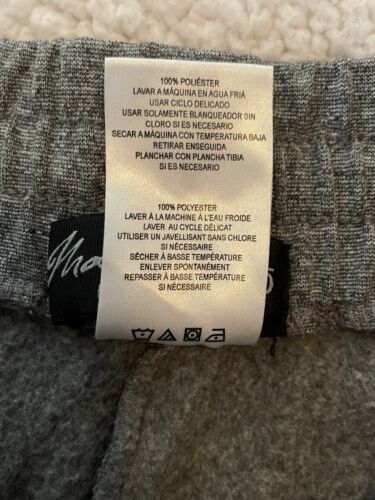 100% POLIÉSTER
LAVAR A MÁQUINA EN AGUA FRIÁ
USAR CICLO DELICADO
USAR SOLAMENTE BLANQUEADOR SIN
CLORO SI ES NECESARIO
SECAR A MÁQUINA CON TEMPERATURA BAJA
RETIRAR ENSEGUIDA
PLANCHAR CON PLANCHA TIBIA
SI ES NECESARIO
100% POLYESTER
LAVER À LA MACHINE À L'EAU FROIDE
LAVER AU CYCLE DÉLICAT
UTILISER UN JAVELLISANT SANS CHLORE
SI NÉCESSAIRE
SÉCHER À BASSE TEMPÉRATURE
ENLEVER SPONTANÉMENT
REPASSER À BASSE TEMPÉRATURE
SI NÉCESSAIRE